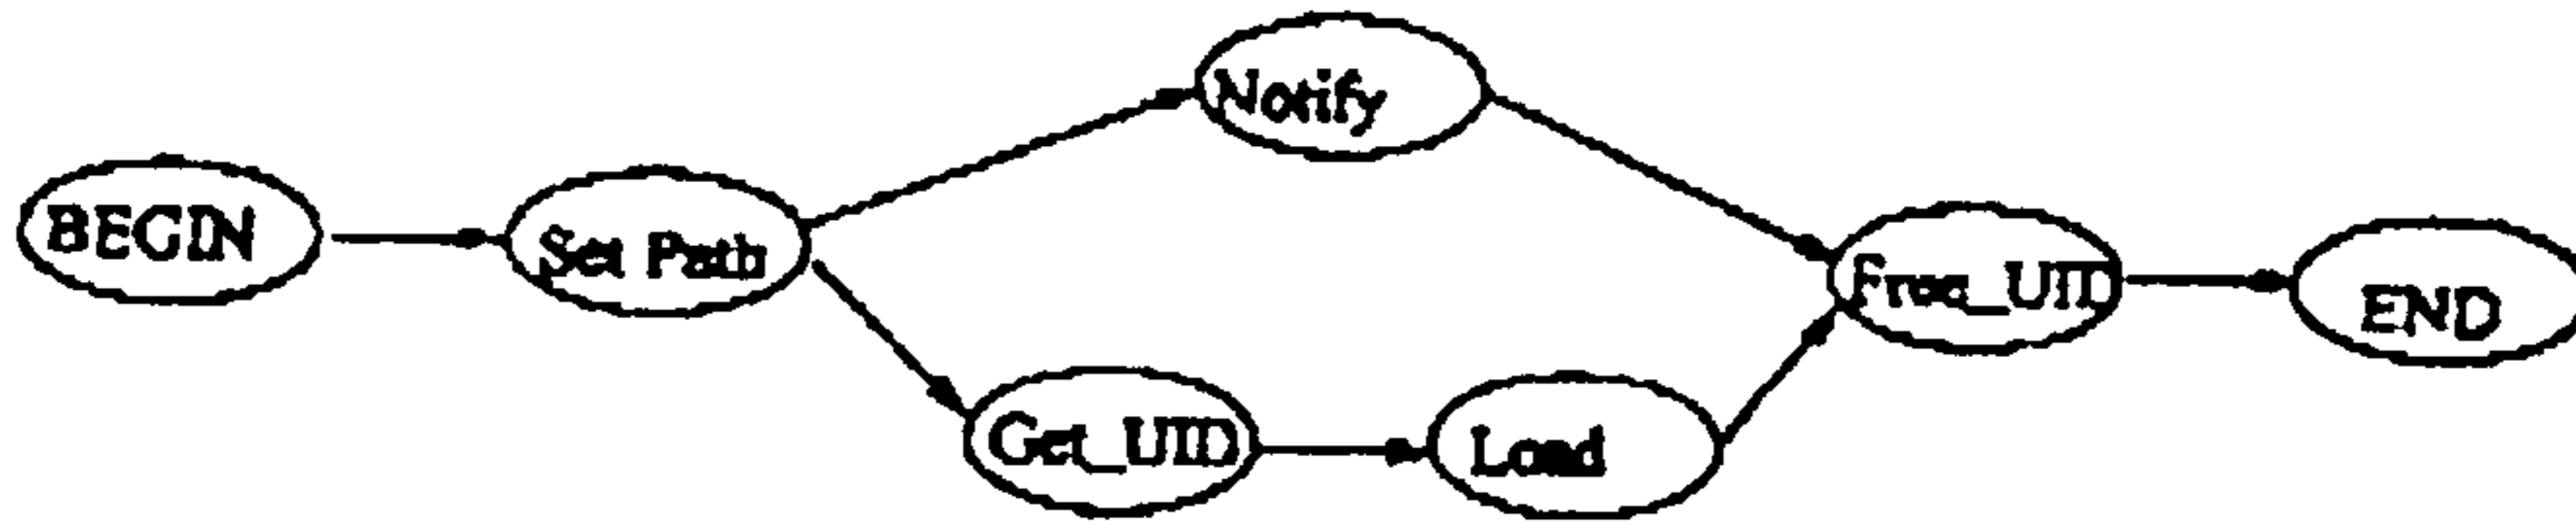 BEGIN
Set Path
Notify
Get_UID
Load
Free_UID
END